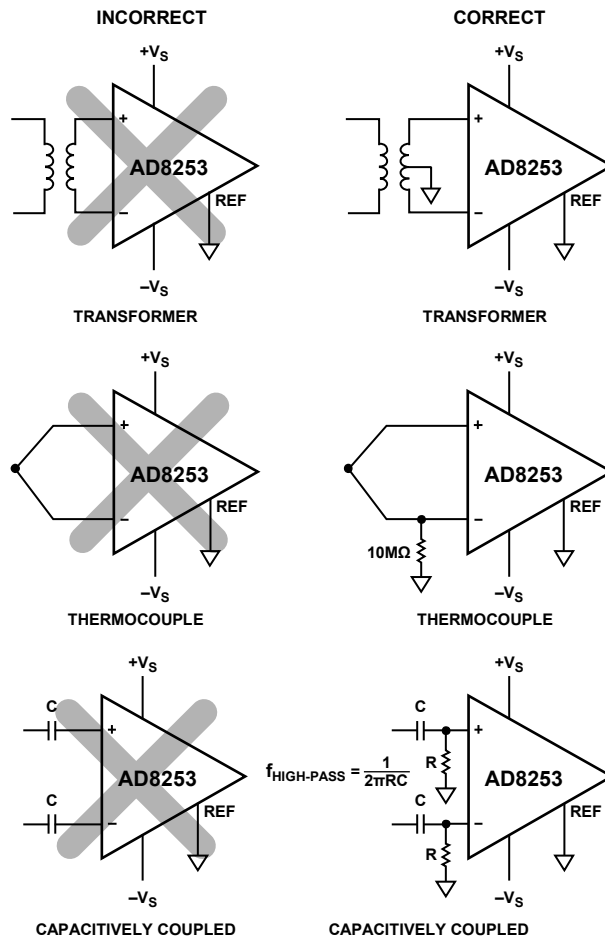 INCORRECT
CORRECT
+VS
+
AD8253
−
REF
−VS
TRANSFORMER
+VS
+
AD8253
−
REF
−VS
TRANSFORMER
+VS
+
AD8253
−
REF
−VS
THERMOCOUPLE
+VS
+
AD8253
−
REF
10MΩ
−VS
THERMOCOUPLE
+VS
C
+
AD8253
C
−
REF
−VS
CAPACITIVELY COUPLED
fHIGH-PASS = 1/2πRC
+VS
C
+
R
AD8253
C
−
R
REF
−VS
CAPACITIVELY COUPLED